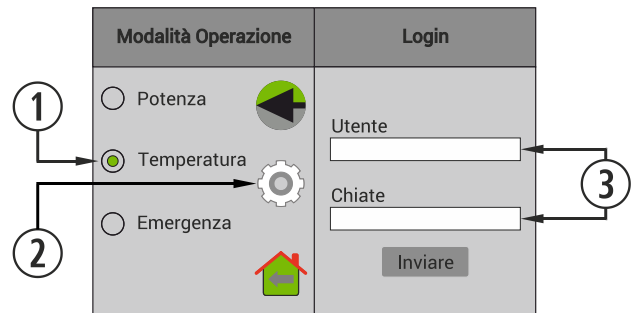 Modalità Operazione
Login
1
Potenza
Utente
Temperatura
3
Chiate
2
Emergenza
Inviare